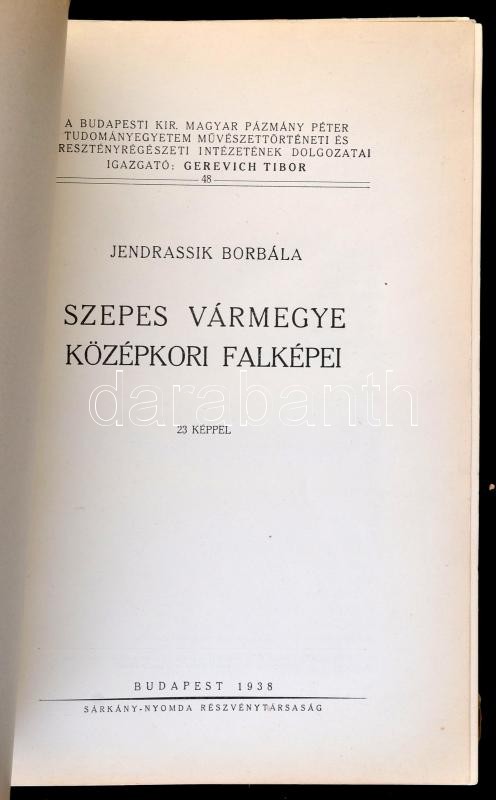 A BUDAPESTI KIR. MAGYAR PÁZMÁNY PÉTER
TUDOMÁNYEGYETEM MŰVÉSZETTÖRTÉNETI ÉS
RESZTÉNYRÉGÉSZETI INTÉZETÉNEK DOLGOZATAI
IGAZGATÓ: GEREVICH TIBOR
48
JENDRASSIK BORBÁLA
SZEPES VÁRMEGYE
KÖZÉPKORI FALKÉPEI
darabanth
23 KÉPPEL
BUDAPEST 1938
SÁRKÁNY-NYOMDA RÉSZVÉNYTÁRSASÁG